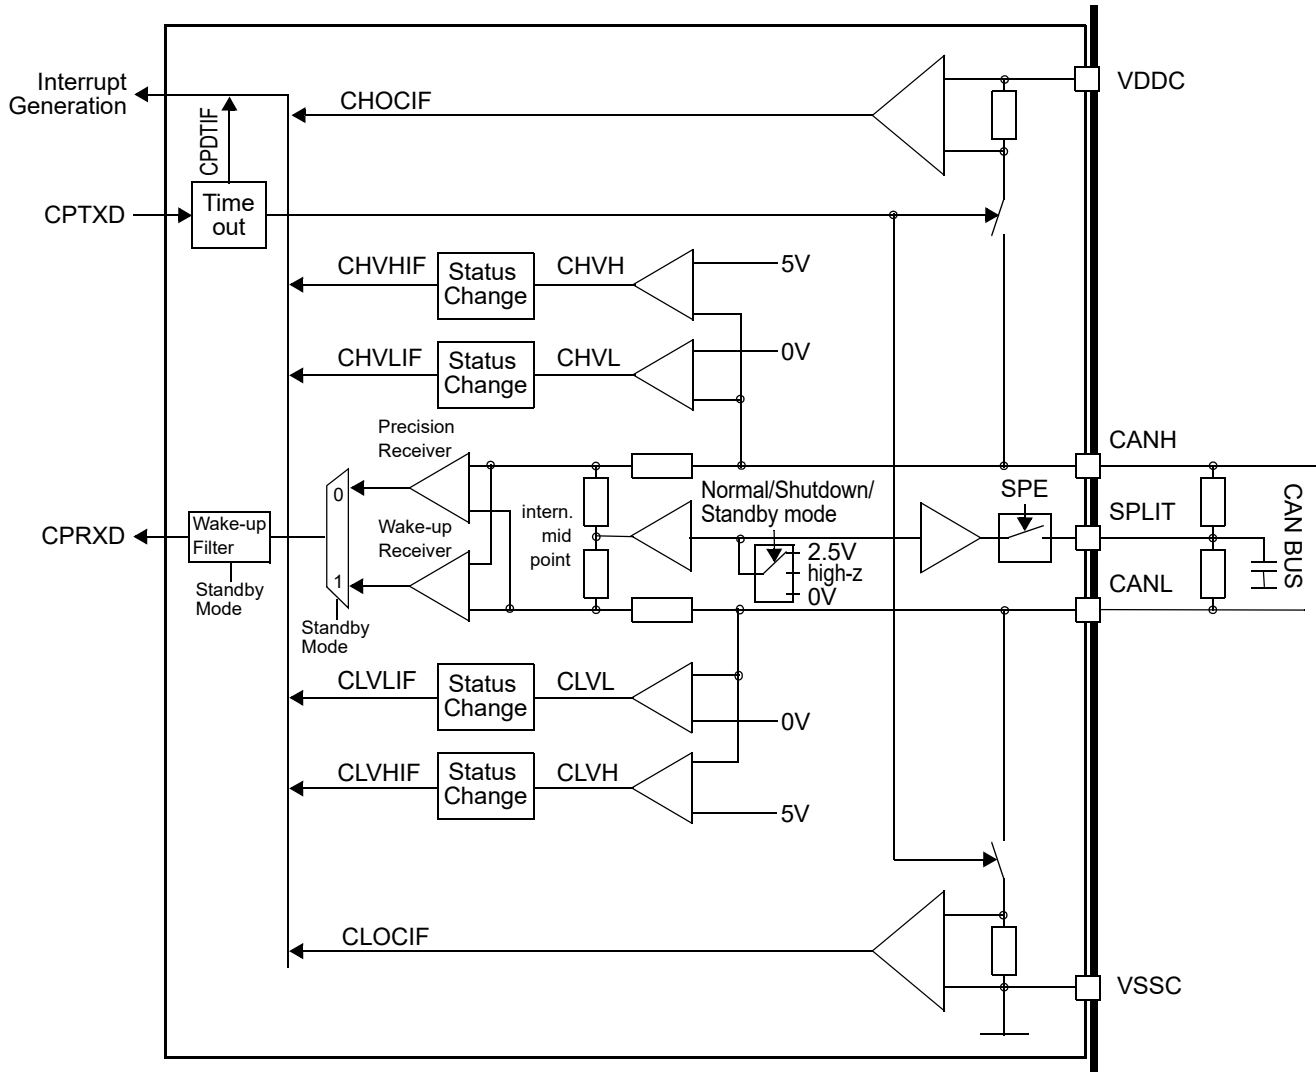 Interrupt
Generation
CHOCIF
VDDC
CPDTIF
CPTXD
Time
out
CHVHIF
Status
Change
CHVH
5V
CHVLIF
Status
Change
CHVL
0V
Precision
Receiver
CANH
0
Normal/Shutdown/
Standby mode
SPE
SPLIT
CAN BUS
CPRXD
Wake-up
Filter
Wake-up
Receiver
intern.
mid
point
2.5V
high-z
0V
1
CANL
Standby
Mode
Standby
Mode
CLVLIF
Status
Change
CLVL
0V
CLVHIF
Status
Change
CLVH
5V
CLOCIF
VSSC